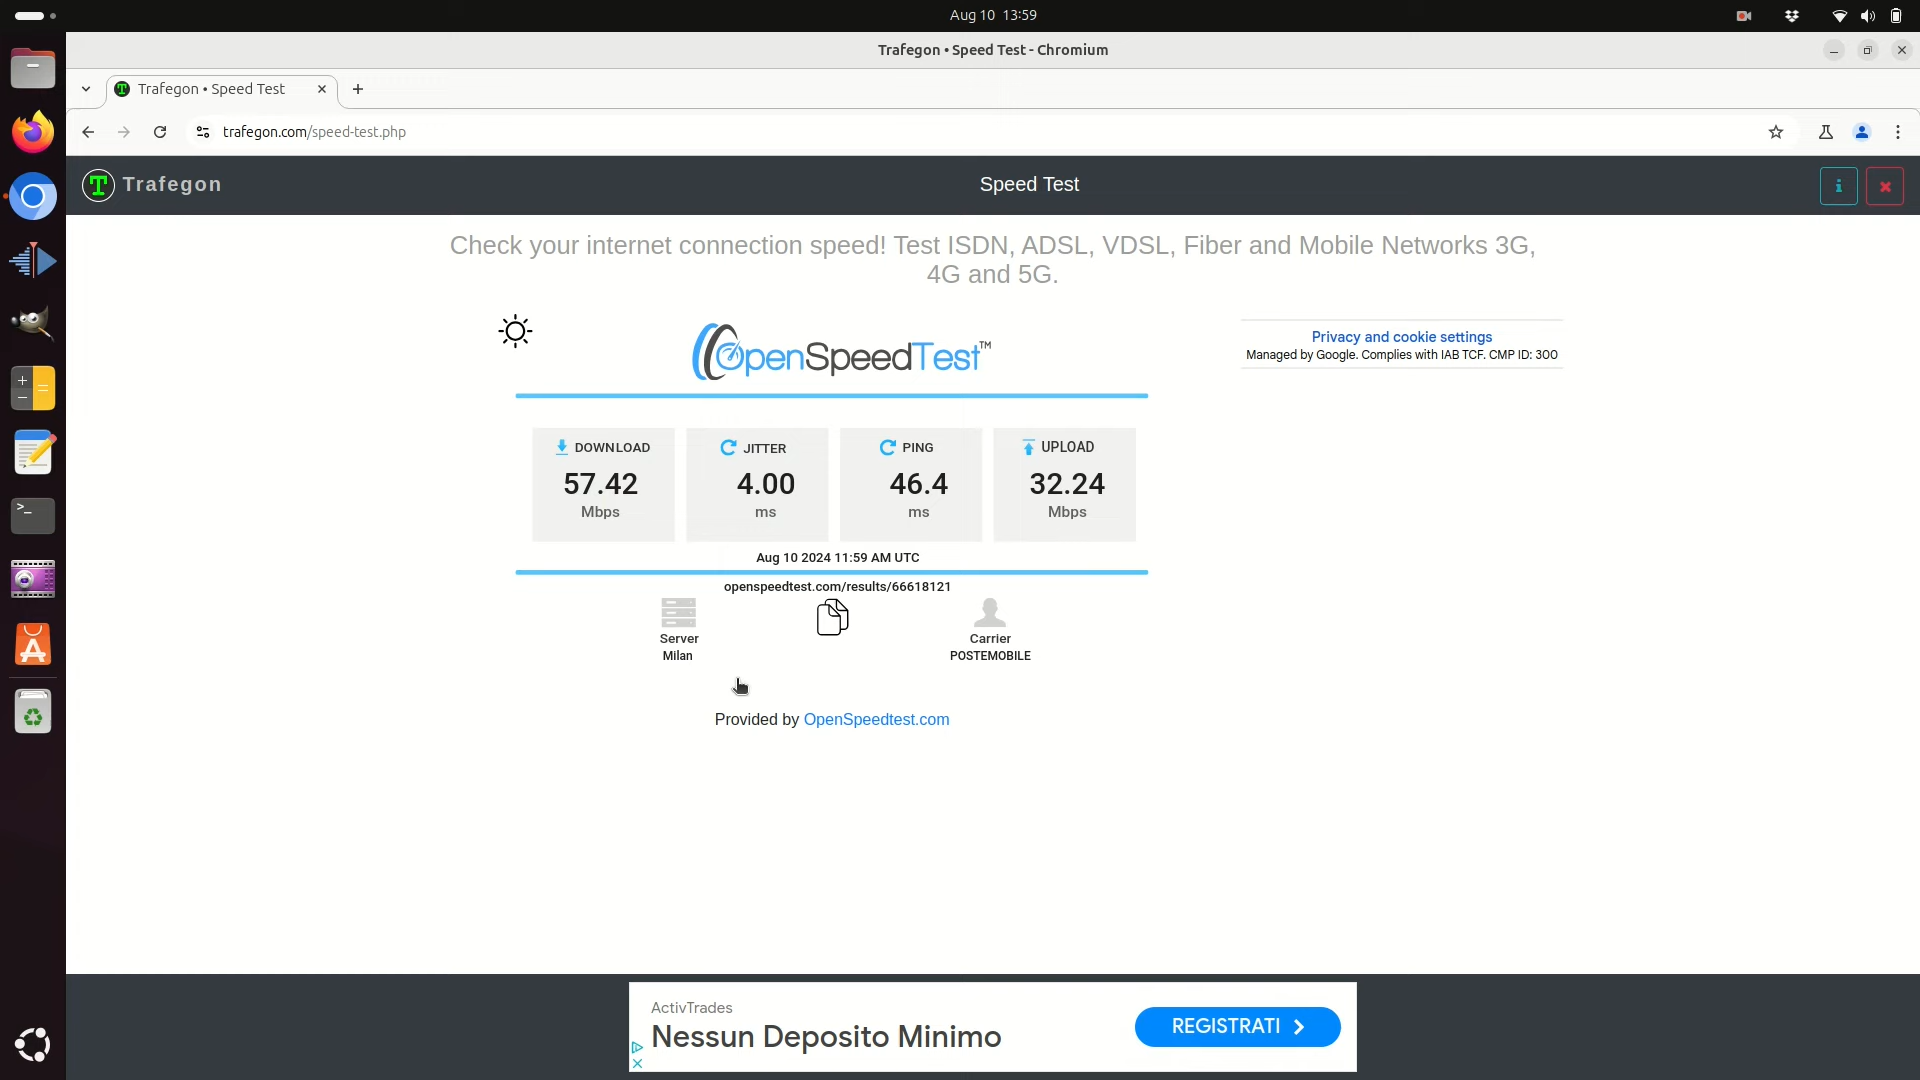 Aug 10 13:59
Trafegon • Speed Test - Chromium
Trafegon • Speed Test
trafegon.com/speed-test.php
T Trafegon
Speed Test
Check your internet connection speed! Test ISDN, ADSL, VDSL, Fiber and Mobile Networks 3G,
4G and 5G.
OpenSpeedTest™
Privacy and cookie settings
Managed by Google. Complies with IAB TCF. CMP ID: 300
DOWNLOAD
57.42
Mbps
JITTER
4.00
ms
PING
46.4
ms
UPLOAD
32.24
Mbps
Aug 10 2024 11:59 AM UTC
openspeedtest.com/results/66618121
Server
Milan
Carrier
POSTEMOBILE
Provided by OpenSpeedtest.com
ActivTrades
Nessun Deposito Minimo
REGISTRATI